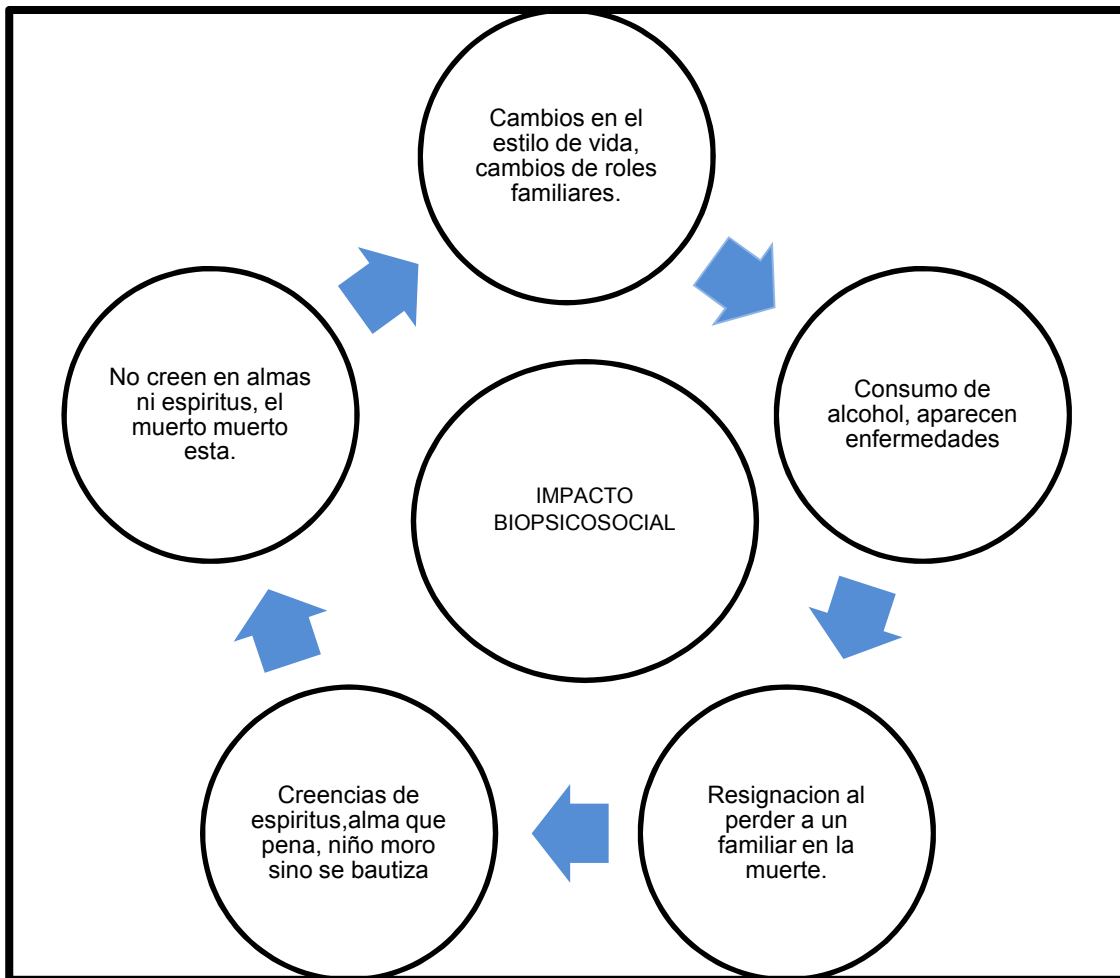 Cambios en el
estilo de vida,
cambios de roles
familiares.
Consumo de
alcohol, aparecen
enfermedades
Resignacion al
perder a un
familiar en la
muerte.
Creencias de
espiritus,alma que
pena, niño moro
sino se bautiza
No creen en almas
ni espiritus, el
muerto muerto
esta.
IMPACTO
BIOPSICOSOCIAL